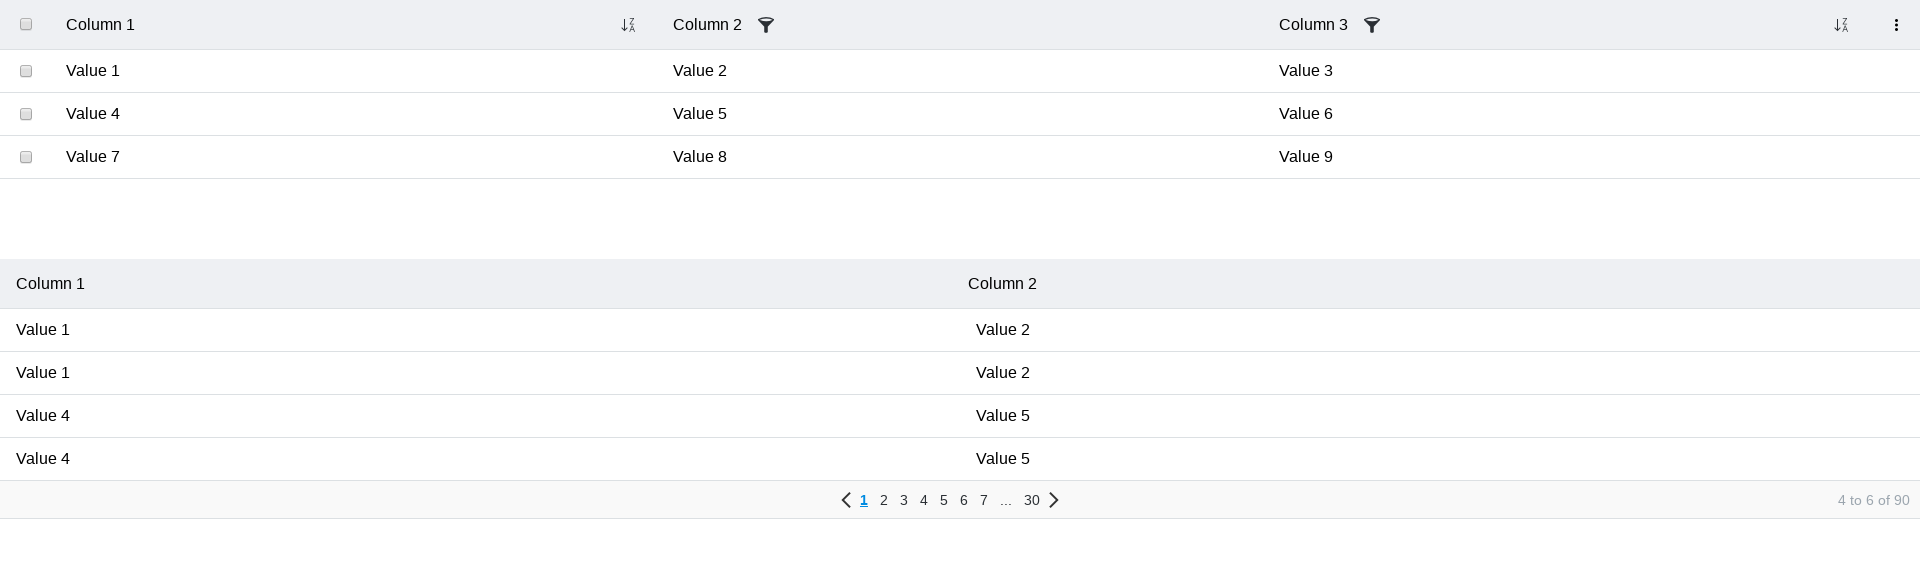 Column 1 Column 2 Column 3
Value 1 Value 2 Value 3
Value 4 Value 5 Value 6
Value 7 Value 8 Value 9
Column 1 Column 2
Value 1 Value 2
Value 1 Value 2
Value 4 Value 5
Value 4 Value 5
1 2 3 4 5 6 7 ... 30 4 to 6 of 90